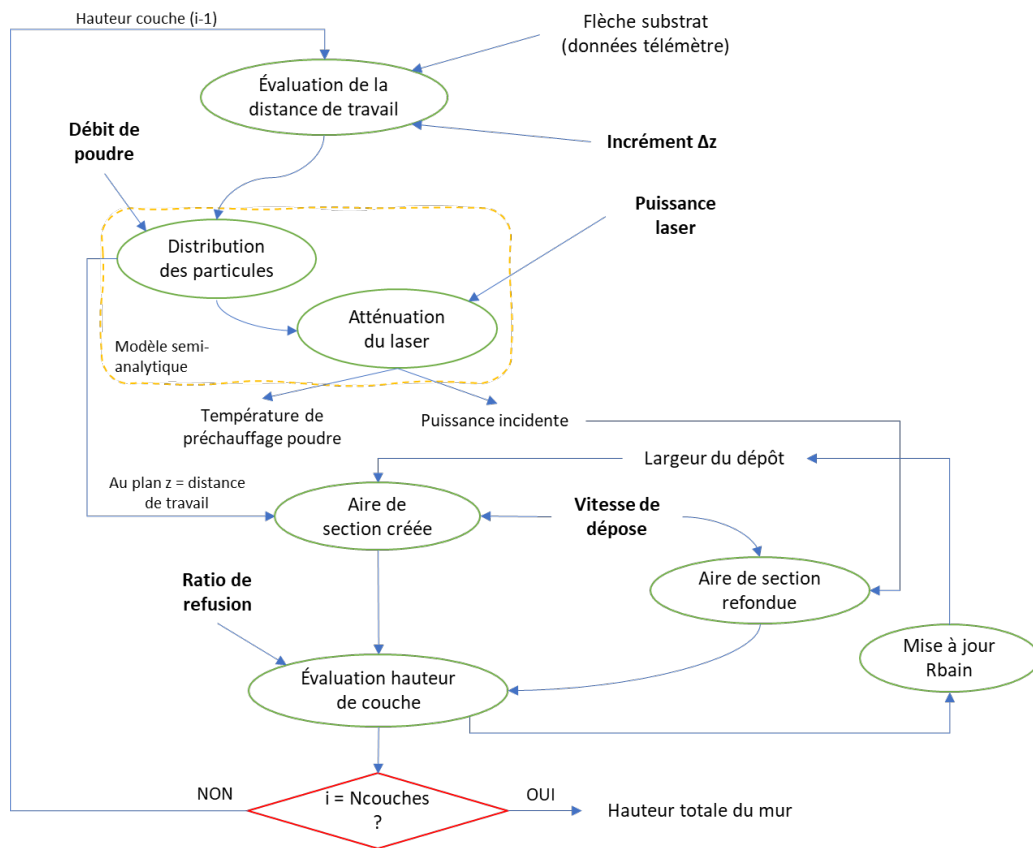 Hauteur couche (i-1)
Flèche substrat
(données télémètre)
Évaluation de la
distance de travail
Débit de
poudre
Incrément Δz
Puissance
laser
Distribution
des particules
Atténuation
du laser
Modèle semi-
analytique
Température de
préchauffage poudre
Puissance incidente
Largeur du dépôt
Au plan z = distance
de travail
Aire de
section créée
Vitesse de
dépose
Ratio de
refusion
Aire de section
refondue
Mise à jour
Rbain
Évaluation hauteur
de couche
NON
i = Ncouches
?
OUI
Hauteur totale du mur